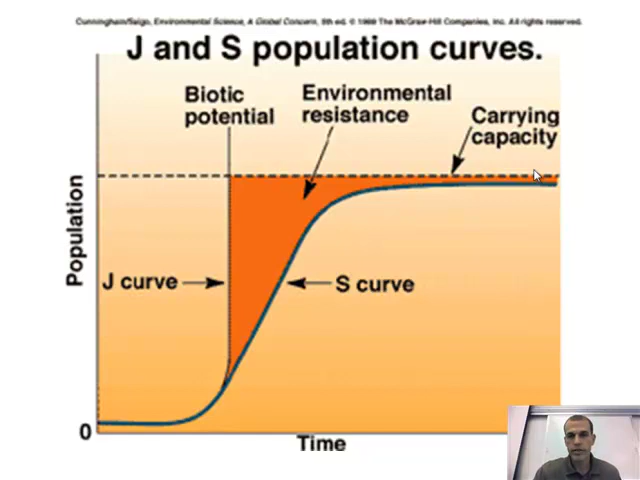 Cunningham/Saigo, Environmental Science, A Global Concern, 5th ed. © 1999 The McGraw-Hill Companies, Inc. All rights reserved.
J and S population curves.
Biotic
potential
Environmental
resistance
Carrying
capacity
Population
J curve
S curve
0
Time